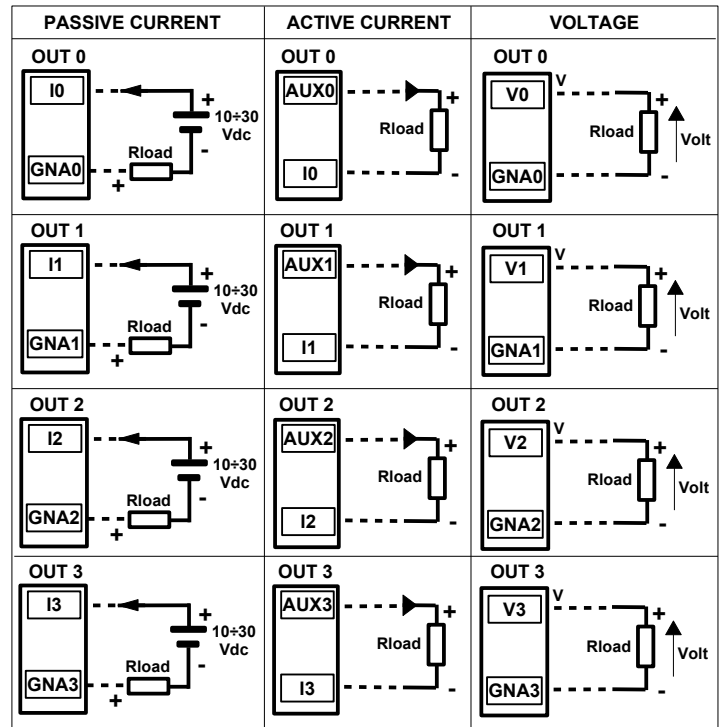 PASSIVE CURRENT
ACTIVE CURRENT
VOLTAGE
OUT 0
I0
GNA0
Rload
+
-
+
10÷30
Vdc
OUT 0
AUX0
I0
Rload
+
-
OUT 0
V
V0
GNA0
Rload
+
-
Volt
OUT 1
I1
GNA1
Rload
+
-
+
10÷30
Vdc
OUT 1
AUX1
I1
Rload
+
-
OUT 1
V
V1
GNA1
Rload
+
-
Volt
OUT 2
I2
GNA2
Rload
+
-
+
10÷30
Vdc
OUT 2
AUX2
I2
Rload
+
-
OUT 2
V
V2
GNA2
Rload
+
-
Volt
OUT 3
I3
GNA3
Rload
+
-
+
10÷30
Vdc
OUT 3
AUX3
I3
Rload
+
-
OUT 3
V
V3
GNA3
Rload
+
-
Volt